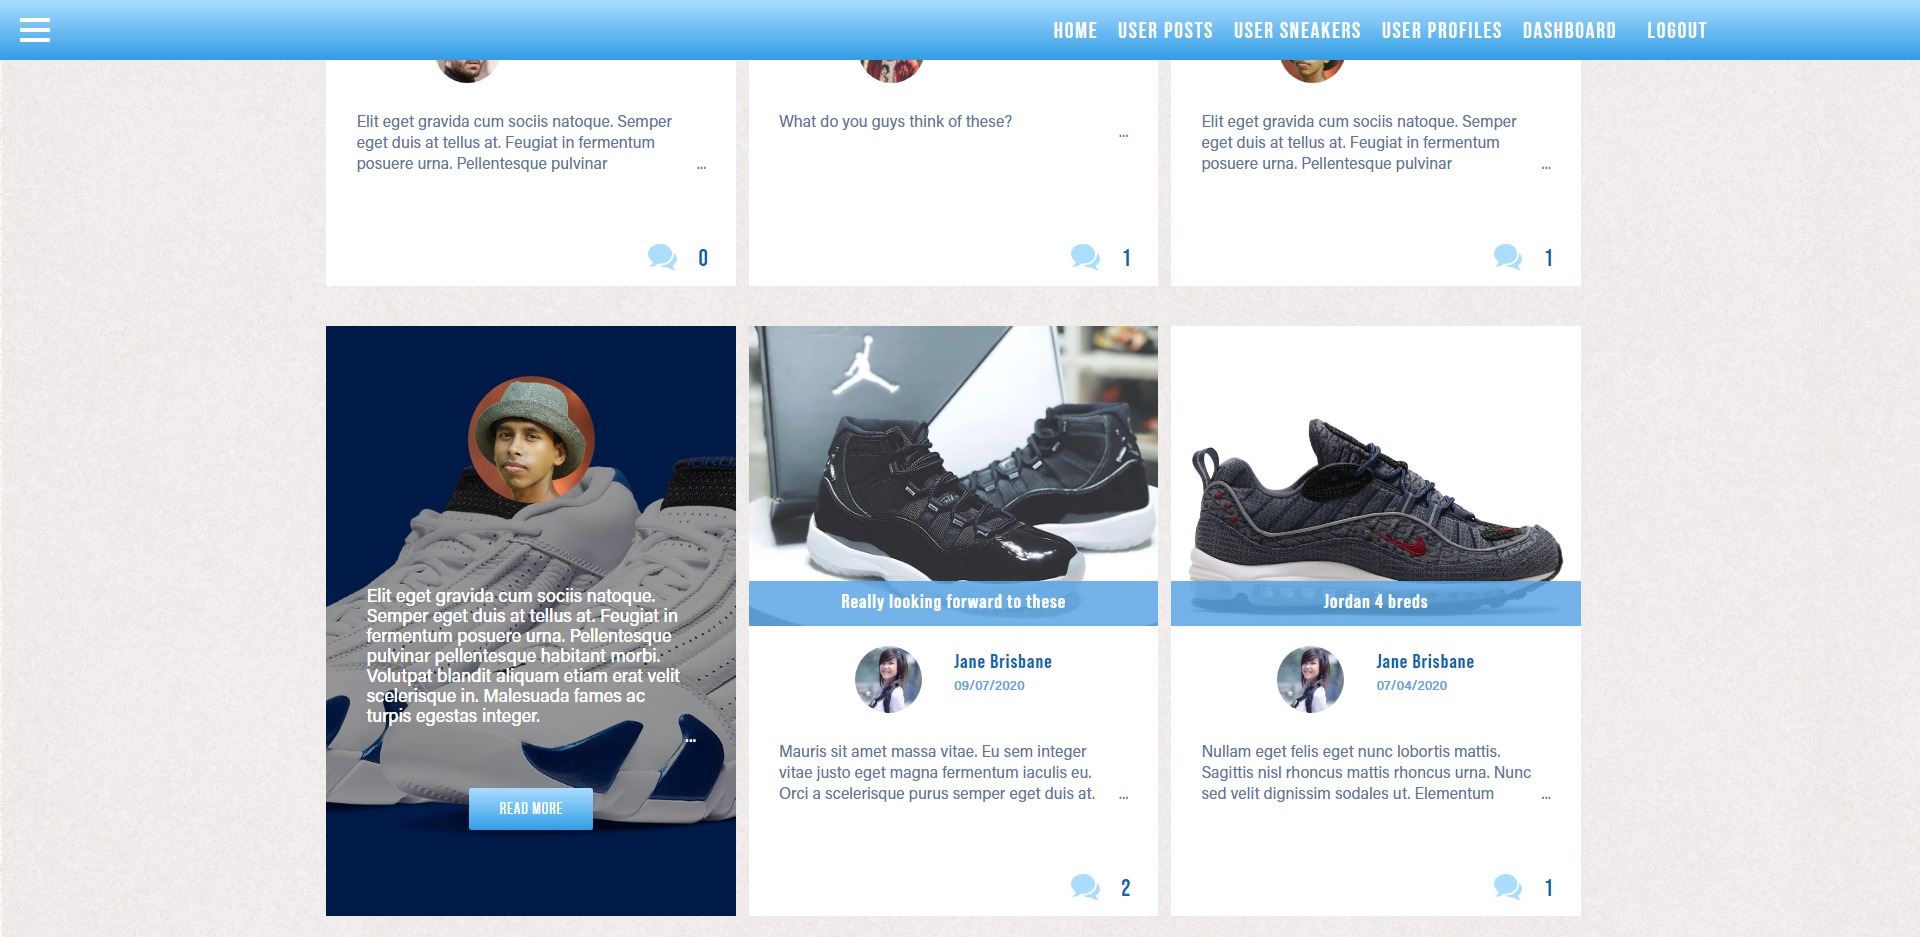 HOME USER POSTS USER SNEAKERS USER PROFILES DASHBOARD LOGOUT
Elit eget gravida cum sociis natoque. Semper
eget duis at tellus at. Feugiat in fermentum
posuere urna. Pellentesque pulvinar ...
0
What do you guys think of these?
...
1
Elit eget gravida cum sociis natoque. Semper
eget duis at tellus at. Feugiat in fermentum
posuere urna. Pellentesque pulvinar ...
1
Elit eget gravida cum sociis natoque.
Semper eget duis at tellus at. Feugiat in
fermentum posuere urna. Pellentesque
pulvinar pellentesque habitant morbi.
Volutpat blandit aliquam etiam erat velit
scelerisque in. Malesuada fames ac
turpis egestas integer.
...
READ MORE
Really looking forward to these
Jane Brisbane
09/07/2020
Mauris sit amet massa vitae. Eu sem integer
vitae justo eget magna fermentum iaculis eu.
Orci a scelerisque purus semper eget duis at. ...
2
Jordan 4 breds
Jane Brisbane
07/04/2020
Nullam eget felis eget nunc lobortis mattis.
Sagittis nisl rhoncus mattis rhoncus urna. Nunc
sed velit dignissim sodales ut. Elementum ...
1